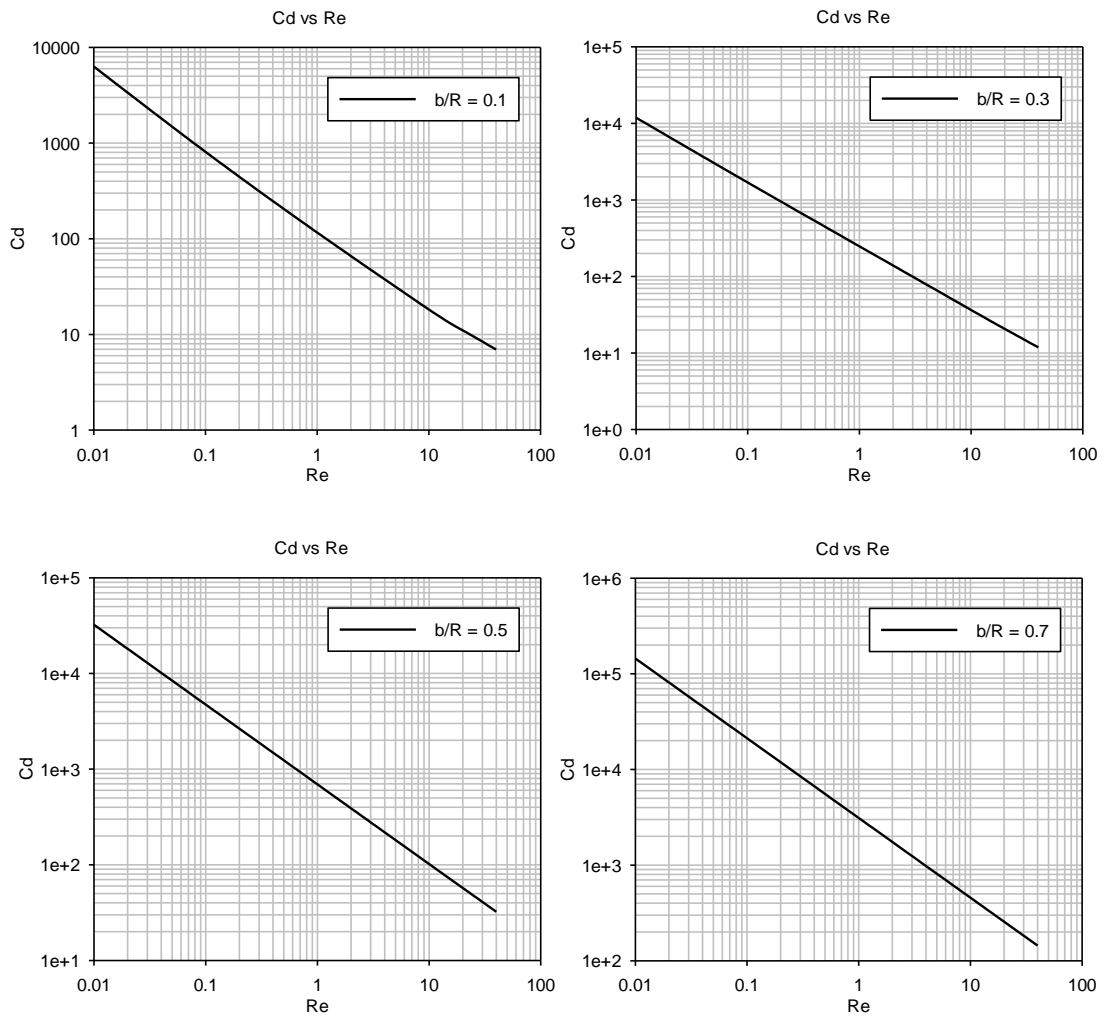 Cd vs Re
10000
1000
100
10
1
Cd
b/R = 0.1
0.01 0.1 1 10 100
Re
Cd vs Re
1e+5
1e+4
1e+3
1e+2
1e+1
1e+0
Cd
b/R = 0.3
0.01 0.1 1 10 100
Re
Cd vs Re
1e+5
1e+4
1e+3
1e+2
1e+1
Cd
b/R = 0.5
0.01 0.1 1 10 100
Re
Cd vs Re
1e+6
1e+5
1e+4
1e+3
1e+2
Cd
b/R = 0.7
0.01 0.1 1 10 100
Re